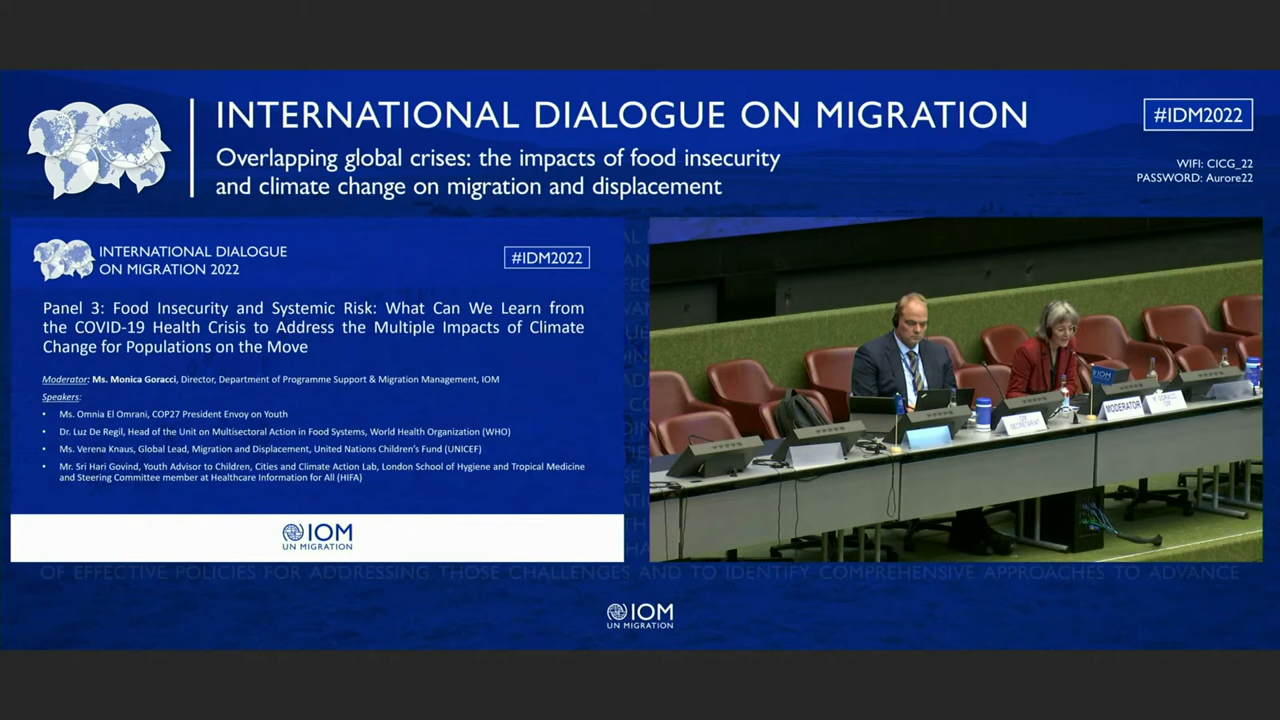 INTERNATIONAL DIALOGUE ON MIGRATION
Overlapping global crises: the impacts of food insecurity
and climate change on migration and displacement
#IDM2022
WIFI: CICG_22
PASSWORD: Aurore22
INTERNATIONAL DIALOGUE
ON MIGRATION 2022
#IDM2022
Panel 3: Food Insecurity and Systemic Risk: What Can We Learn from
the COVID-19 Health Crisis to Address the Multiple Impacts of Climate
Change for Populations on the Move
Moderator: Ms. Monica Goracci, Director, Department of Programme Support & Migration Management, IOM
Speakers:
• Ms. Omnia El Omrani, COP27 President Envoy on Youth
• Dr. Luz De Regil, Head of the Unit on Multisectoral Action in Food Systems, World Health Organization (WHO)
• Ms. Verena Knaus, Global Lead, Migration and Displacement, United Nations Children's Fund (UNICEF)
• Mr. Sri Hari Govind, Youth Advisor to Children, Cities and Climate Action Lab, London School of Hygiene and Tropical Medicine
and Steering Committee member at Healthcare Information for All (HIFA)
IOM
UN MIGRATION
IOM
MODERATOR
OF EFFECTIVE POLICIES FOR ADDRESSING THOSE CHALLENGES AND TO IDENTIFY COMPREHENSIVE APPROACHES TO ADVANCE
IOM
UN MIGRATION